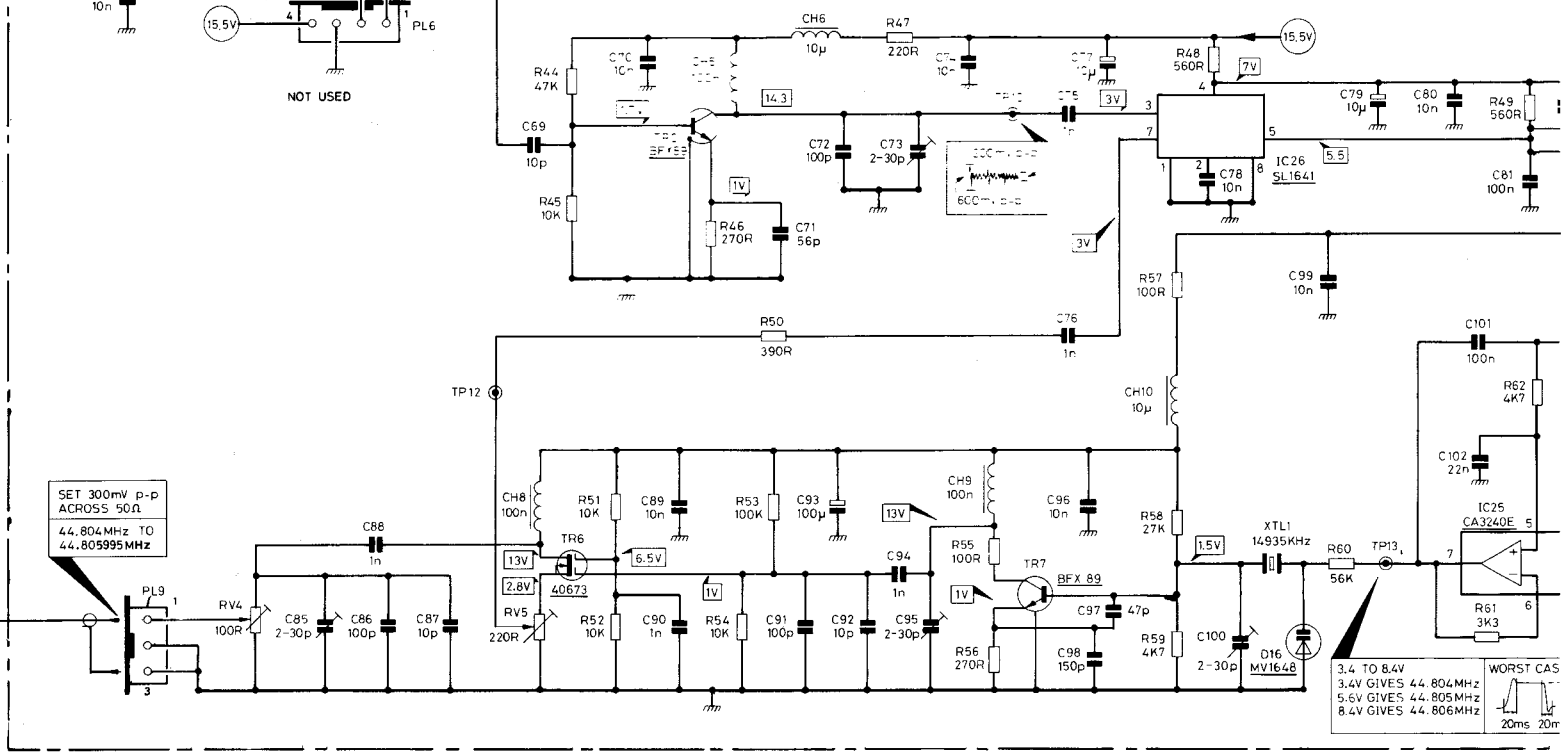 10n
15,5V
4
1
PL6
NOT USED
CH6
10µ
R47
220R
15,5V
R44
47K
C70
10n
10n
R48
560R
7V
4
14.3
3V
3
7
5
1
2
8
C78
10n
IC26
SL1641
5.5
C79
10µ
C80
10n
R49
560R
C81
100n
C69
10p
C72
100p
C73
2-30p
1n
1V
R45
10K
R46
270R
C71
56p
3V
R57
100R
C99
10n
R50
390R
C76
1n
TP12
CH10
10µ
C101
100n
R62
4K7
C102
22n
SET 300mV p-p
ACROSS 50Ω
44.804MHz TO
44.805995MHz
C88
1n
CH8
100n
R51
10K
C89
10n
R53
100K
C93
100µ
13V
CH9
100n
C96
10n
R58
27K
1.5V
XTL1
14935KHz
R60
56K
TP13
IC25
CA3240E
5
7
6
+
-
TR6
40673
13V
6.5V
2.8V
1V
C94
1n
R55
100R
TR7
BFX 89
1V
C97
47p
PL9
1
3
RV4
100R
C85
2-30p
C86
100p
C87
10p
RV5
220R
R52
10K
C90
1n
R54
10K
C91
100p
C92
10p
C95
2-30p
R56
270R
C98
150p
R59
4K7
C100
2-30p
D16
MV1648
R61
3K3
3.4 TO 8.4V
3.4V GIVES 44.804MHz
5.6V GIVES 44.805MHz
8.4V GIVES 44.806MHz
WORST CAS
20ms
20m